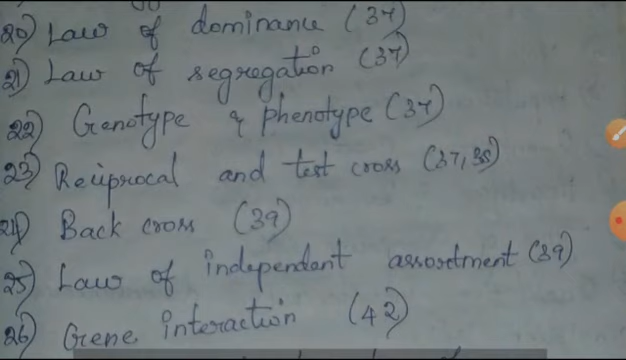 20) Law of dominance (37)
21) Law of segregation (37)
22) Genotype & phenotype (37)
23) Reciprocal and test cross (37, 38)
24) Back cross (39)
25) Law of independent assortment (39)
26) Gene interaction (42)